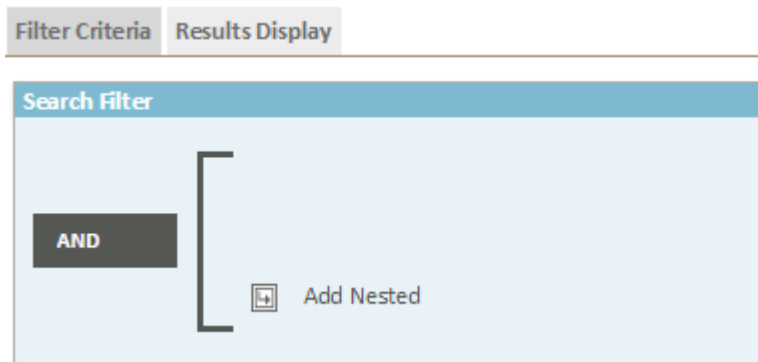 Filter Criteria Results Display
Search Filter
AND
Add Nested